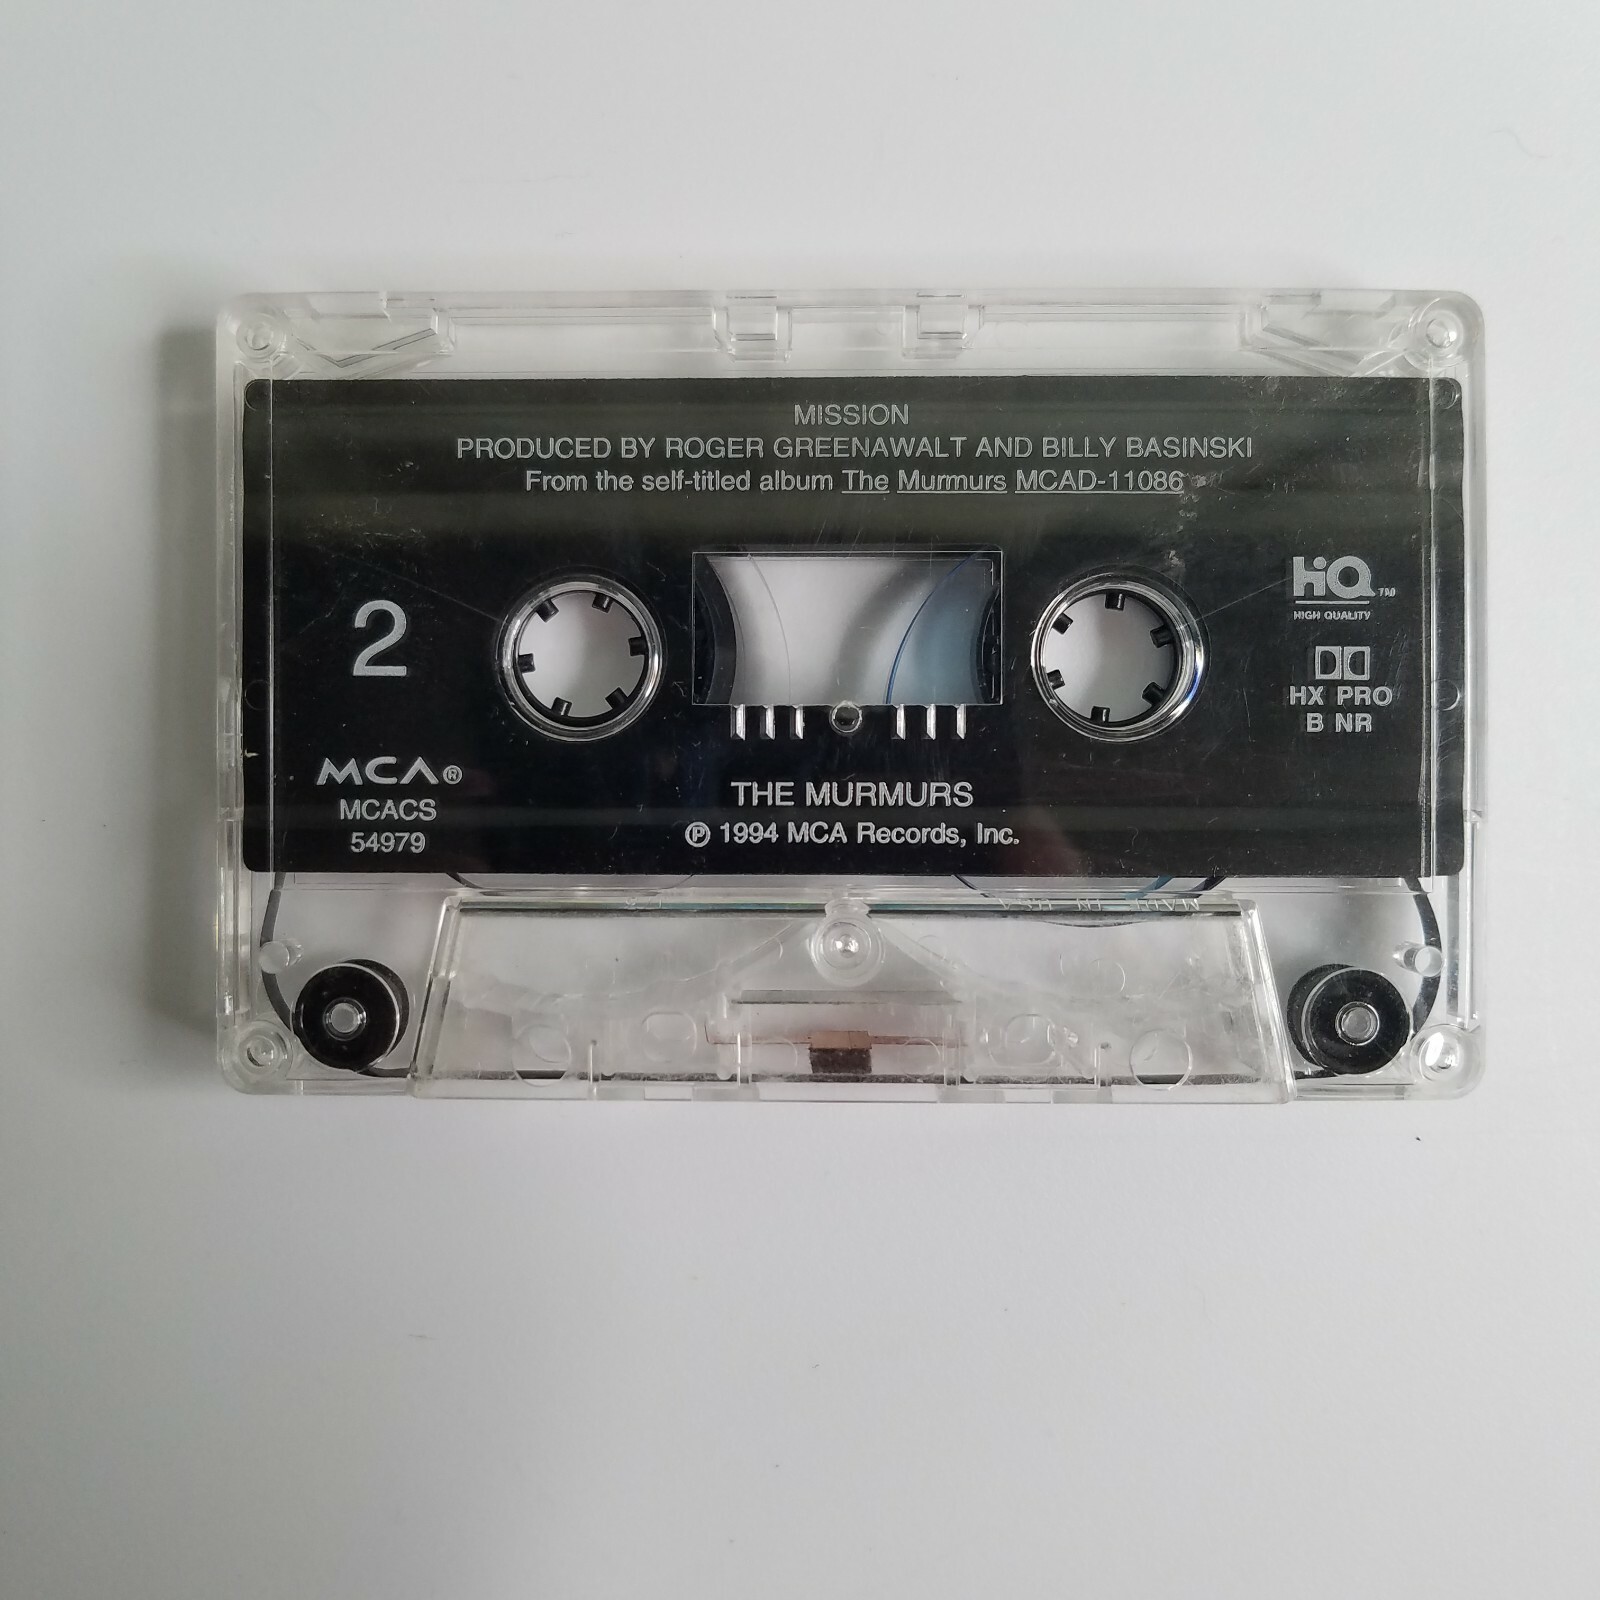 MISSION
PRODUCED BY ROGER GREENAWALT AND BILLY BASINSKI
From the self-titled album The Murmurs MCAD-11086
2
HiQ™
HIGH QUALITY
HX PRO
B NR
MCA®
MCACS
54979
THE MURMURS
℗ 1994 MCA Records, Inc.